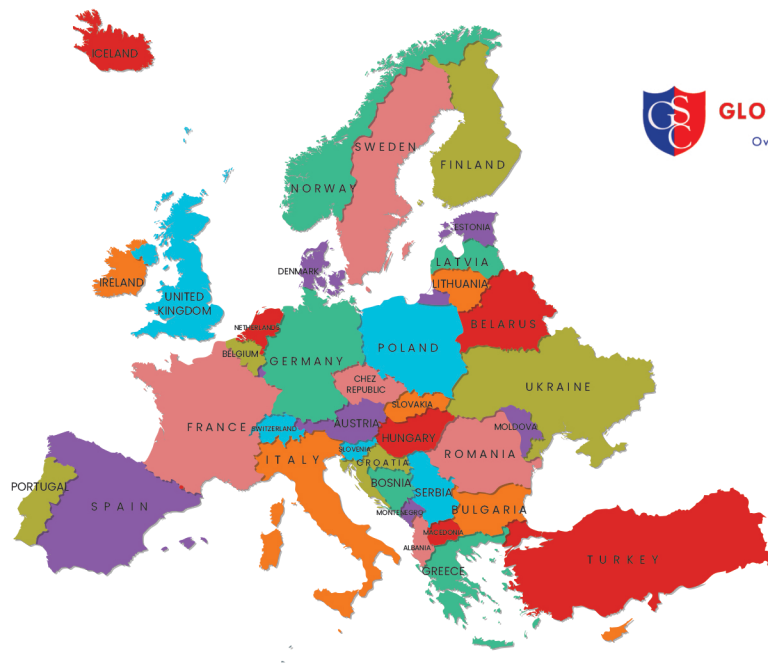 ICELAND
GSC
GLO
Ov
SWEDEN
FINLAND
NORWAY
ESTONIA
LATVIA
DENMARK
LITHUANIA
IRELAND
UNITED
KINGDOM
BELARUS
NETHERLANDS
POLAND
BELGIUM
GERMANY
CHEZ
REPUBLIC
UKRAINE
SLOVAKIA
AUSTRIA
MOLDOVA
FRANCE
SWITZERLAND
HUNGARY
SLOVENIA
ROMANIA
ITALY
CROATIA
BOSNIA
PORTUGAL
SERBIA
SPAIN
MONTENEGRO
BULGARIA
MACEDONIA
ALBANIA
TURKEY
GREECE